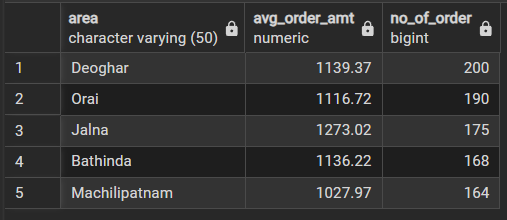 area avg_order_amt no_of_order
character varying (50) numeric bigint
1 Deoghar 1139.37 200
2 Orai 1116.72 190
3 Jalna 1273.02 175
4 Bathinda 1136.22 168
5 Machilipatnam 1027.97 164